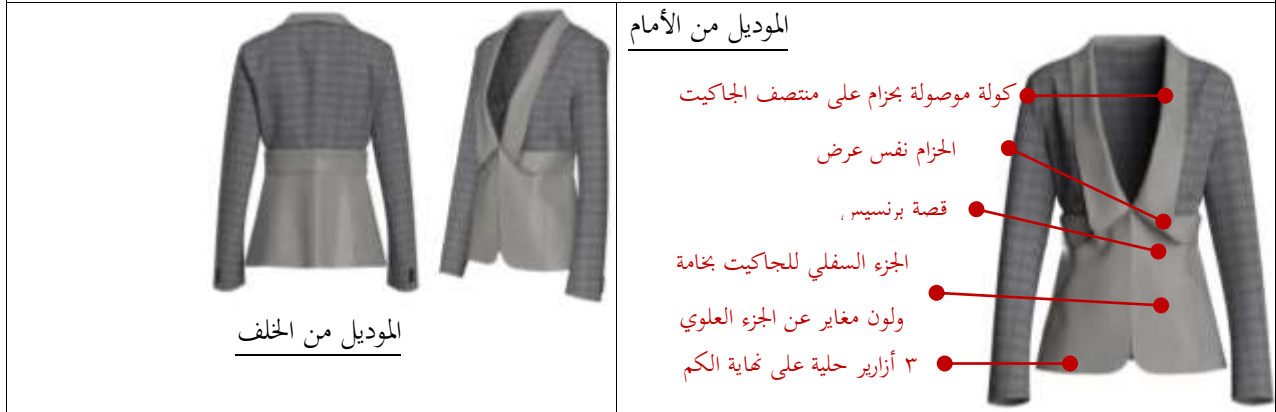 الموديل من الأمام
كولة موصولة بحزام على منتصف الجاكيت
الحزام نفس عرض
قصة برنسيس
الجزء السفلي للجاكيت بخامة
ولون مغاير عن الجزء العلوي
٣ أزارير حلية على نهاية الكم
الموديل من الخلف